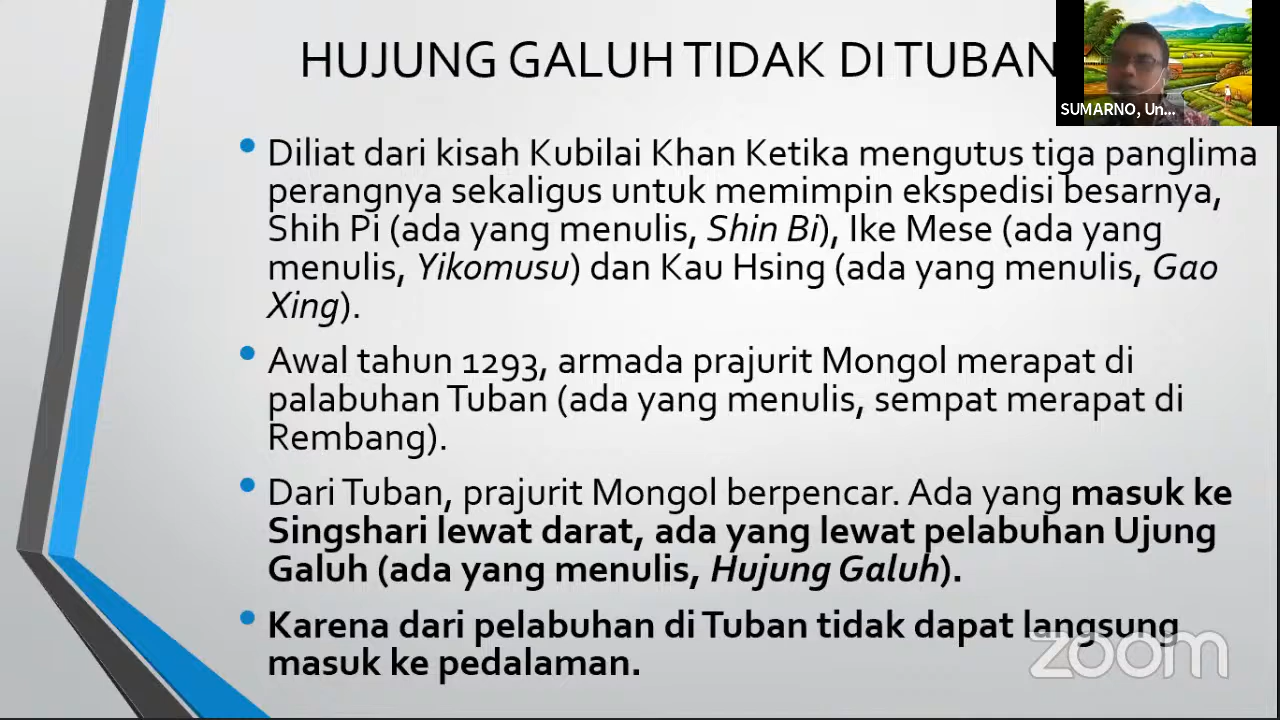 HUJUNG GALUH TIDAK DI TUBAN
SUMARNO, Un...
• Diliat dari kisah Kubilai Khan Ketika mengutus tiga panglima
perangnya sekaligus untuk memimpin ekspedisi besarnya,
Shih Pi (ada yang menulis, Shin Bi), Ike Mese (ada yang
menulis, Yikomusu) dan Kau Hsing (ada yang menulis, Gao
Xing).
• Awal tahun 1293, armada prajurit Mongol merapat di
palabuhan Tuban (ada yang menulis, sempat merapat di
Rembang).
• Dari Tuban, prajurit Mongol berpencar. Ada yang masuk ke
Singshari lewat darat, ada yang lewat pelabuhan Ujung
Galuh (ada yang menulis, Hujung Galuh).
• Karena dari pelabuhan di Tuban tidak dapat langsung
masuk ke pedalaman.
zoom